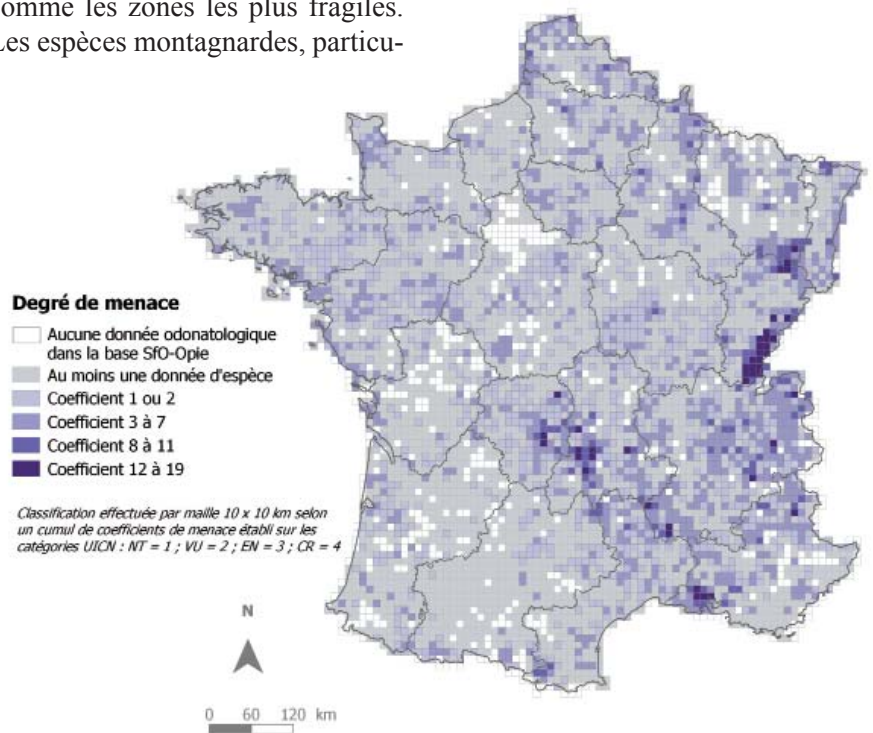 omme les zones les plus fragiles.
Les espèces montagnardes, particu-
Degré de menace
Aucune donnée odonatologique
dans la base SfO-Opie
Au moins une donnée d'espèce
Coefficient 1 ou 2
Coefficient 3 à 7
Coefficient 8 à 11
Coefficient 12 à 19
Classification effectuée par maille 10 x 10 km selon
un cumul de coefficients de menace établi sur les
catégories UICN : NT = 1 ; VU = 2 ; EN = 3 ; CR = 4
N
0 60 120 km